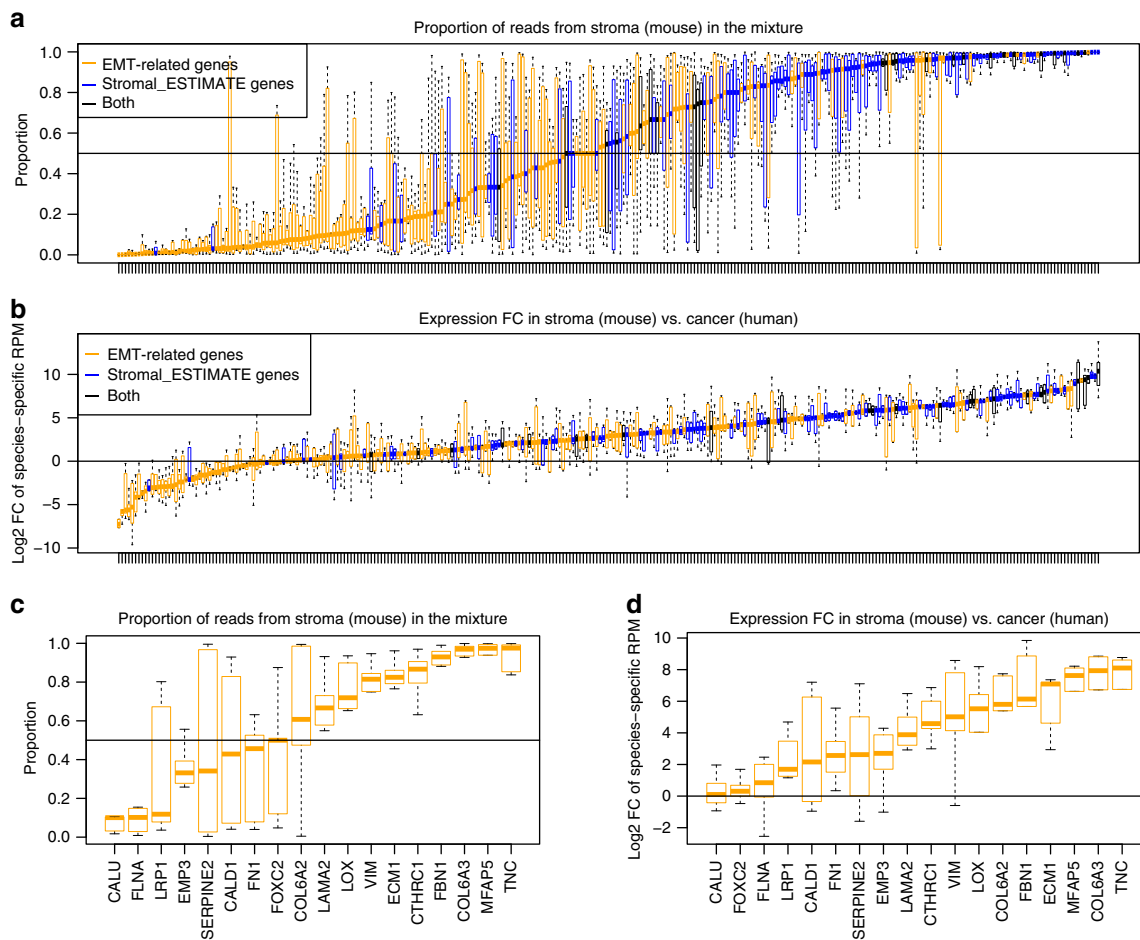 a
Proportion of reads from stroma (mouse) in the mixture
EMT-related genes
Stromal_ESTIMATE genes
Both
Proportion
1.0
0.8
0.6
0.4
0.2
0.0
b
Expression FC in stroma (mouse) vs. cancer (human)
EMT-related genes
Stromal_ESTIMATE genes
Both
Log2 FC of species-specific RPM
10
5
0
−5
−10
c
Proportion of reads from stroma (mouse) in the mixture
Proportion
1.0
0.8
0.6
0.4
0.2
0.0
CALU
FLNA
LRP1
EMP3
SERPINE2
CALD1
FN1
FOXC2
COL6A2
LAMA2
LOX
VIM
ECM1
CTHRC1
FBN1
COL6A3
MFAP5
TNC
d
Expression FC in stroma (mouse) vs. cancer (human)
Log2 FC of species-specific RPM
10
8
6
4
2
0
−2
CALU
FOXC2
FLNA
LRP1
CALD1
FN1
SERPINE2
EMP3
LAMA2
CTHRC1
VIM
LOX
COL6A2
FBN1
ECM1
MFAP5
COL6A3
TNC